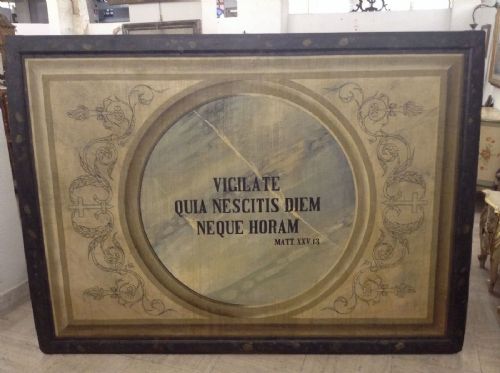 VIGILATE
QUIA NESCITIS DIEM
NEQUE HORAM
MATT. XXV 13